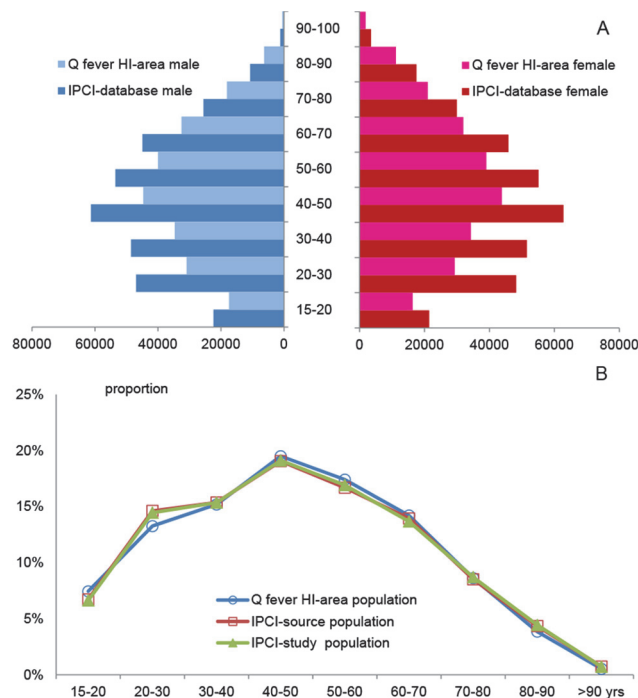 A
90-100
80-90
70-80
60-70
50-60
40-50
30-40
20-30
15-20
Q fever HI-area male
IPCI-database male
Q fever HI-area female
IPCI-database female
80000 60000 40000 20000 0 0 20000 40000 60000 80000
B
proportion
25%
20%
15%
10%
5%
0%
Q fever HI-area population
IPCI-source population
IPCI-study population
15-20 20-30 30-40 40-50 50-60 60-70 70-80 80-90 >90 yrs